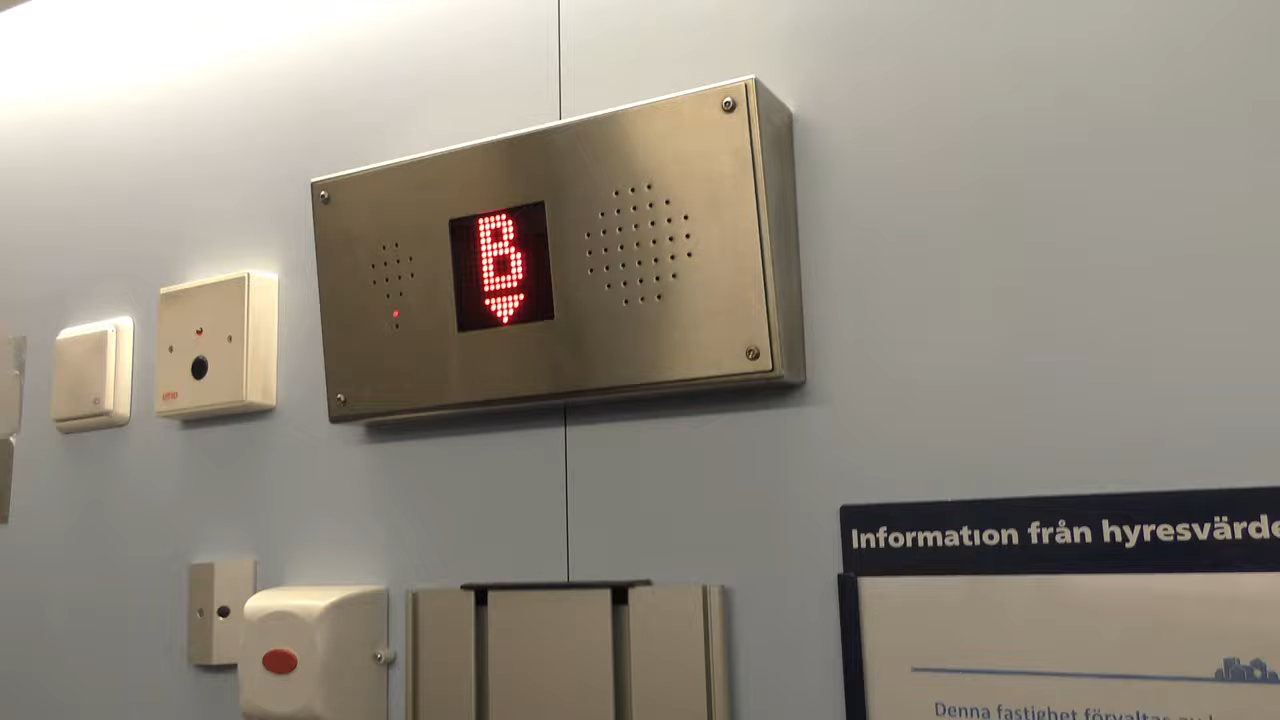 B
Information från hyresvärde
Denna fastighet förvaltas